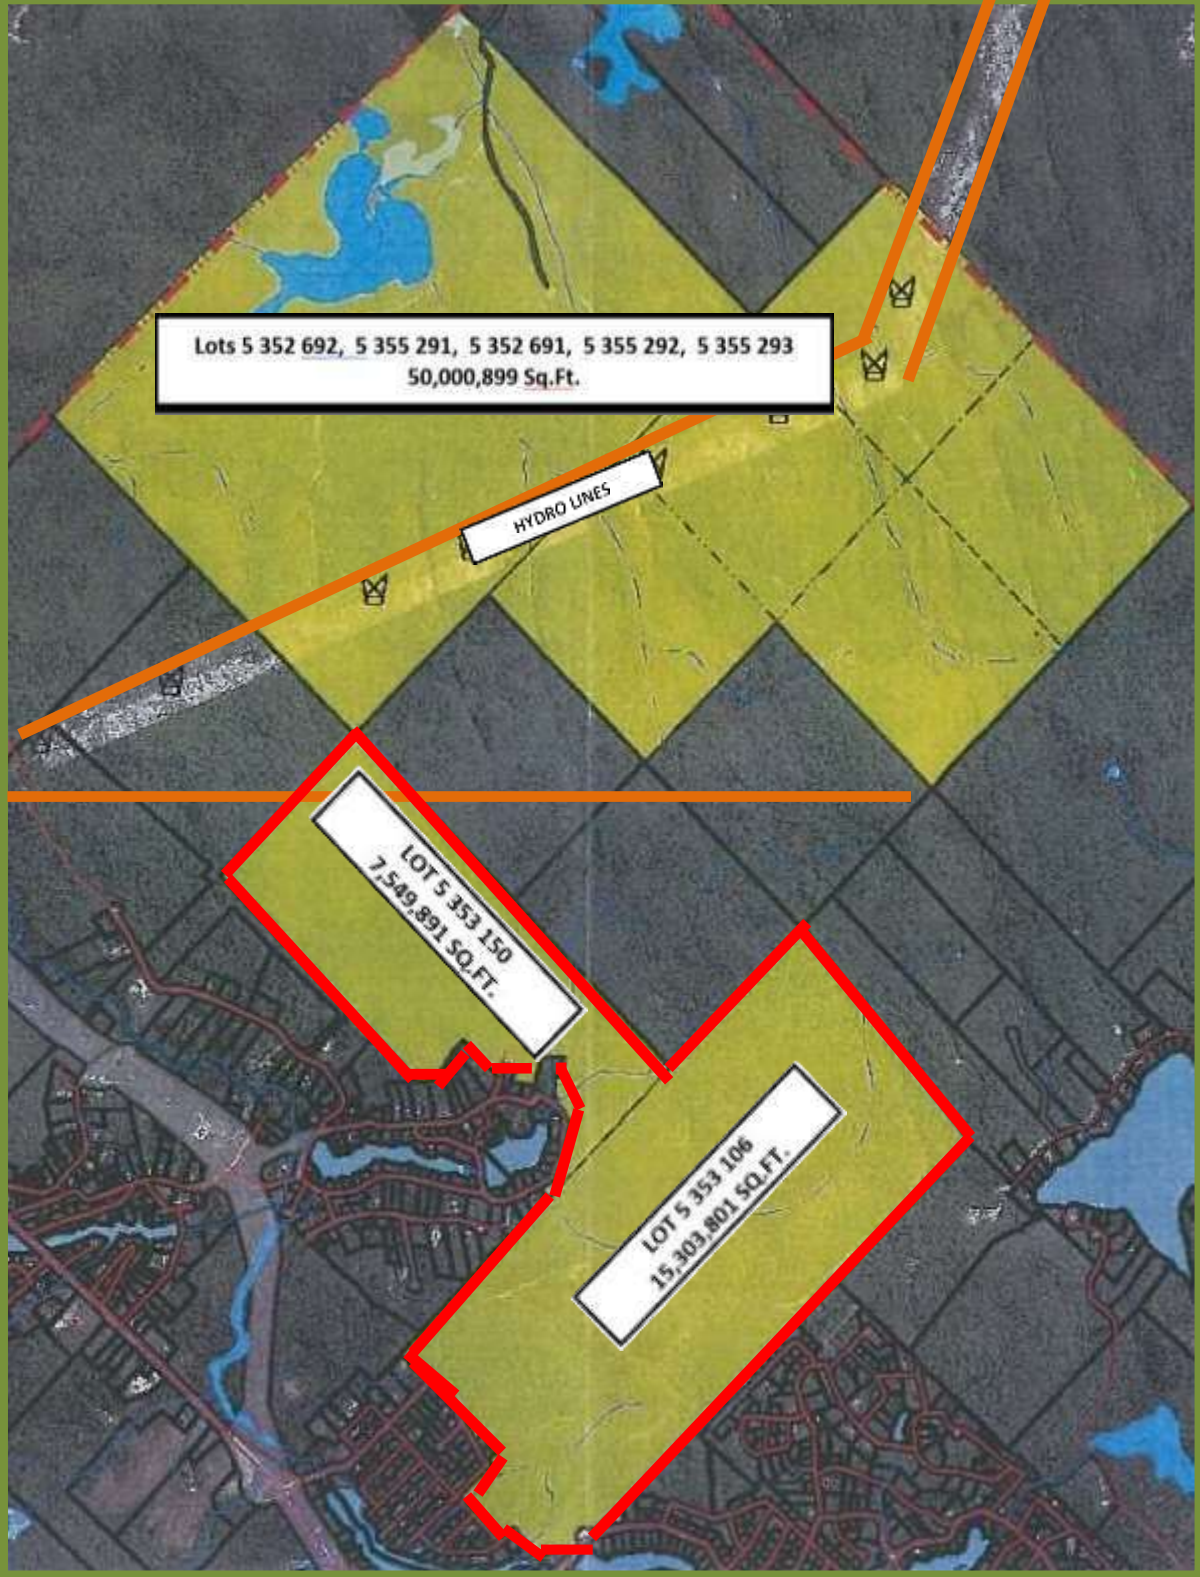 Lots 5 352 692, 5 355 291, 5 352 691, 5 355 292, 5 355 293
50,000,899 Sq.Ft.
HYDRO LINES
LOT 5 353 150
7,549,891 SQ.FT.
LOT 5 353 106
15,303,801 SQ.FT.